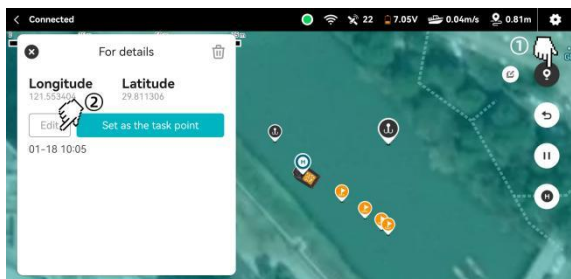 Connected
22
7.05V
0.04m/s
0.81m
①
For details
Longitude
Latitude
121.553404
29.811306
②
Edit
Set as the task point
01-18 10:05
H
H